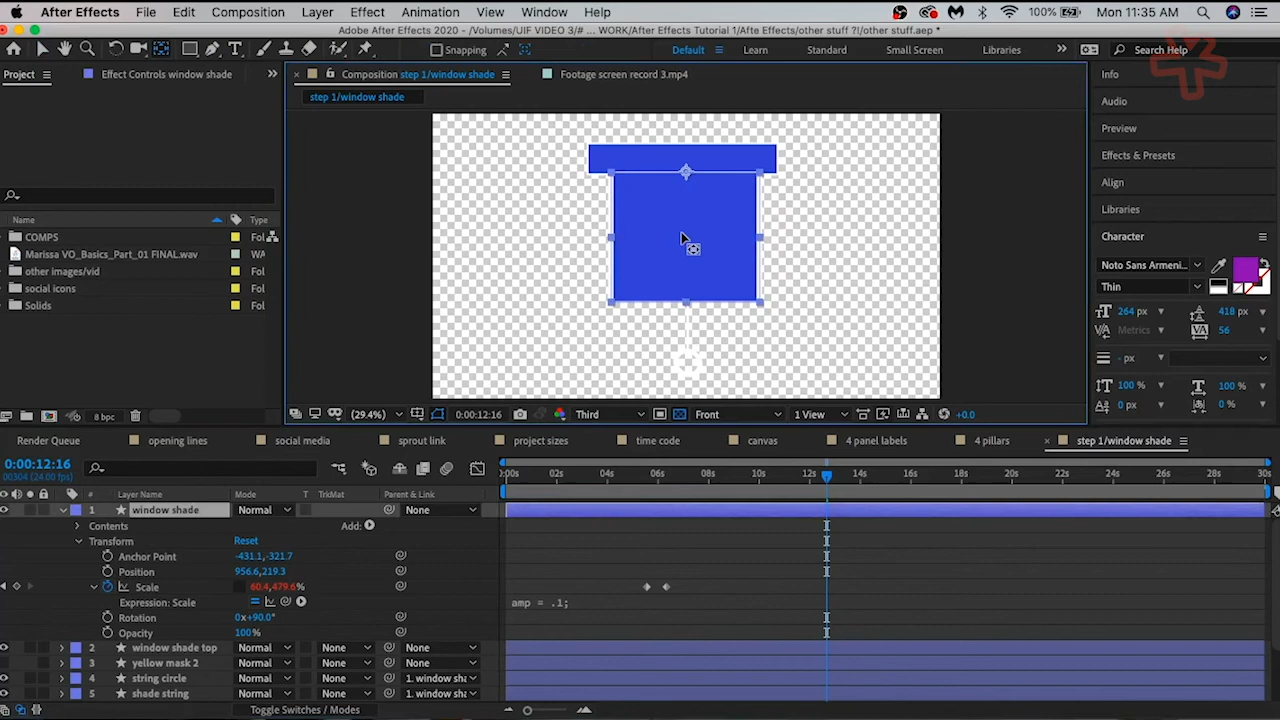 After Effects File Edit Composition Layer Effect Animation View Window Help 100% Mon 11:35 AM
Adobe After Effects 2020 - /Volumes/UIF VIDEO 3/# ... WORK/After Effects Tutorial 1/Afte Effects/other stuff ?!/other stuff.aep *
Snapping Default Learn Standard Small Screen Libraries Search Help
Project Effect Controls window shade Composition step 1/window shade Footage screen record 3.mp4 Info
step 1/window shade
Audio
Preview
Effects & Presets
Align
Libraries
Name Type
COMPS Fol
Marissa VO_Basics_Part_01 FINAL.wav WA
other images/vid Fol
social icons Fol
Solids Fol
Character
Noto Sans Armeni...
Thin
264 px 418 px
Metrics 56
- px
100 % 100 %
0 px 0 %
8 bpc (29.4%) 0:00:12:16 Third Front 1 View +0.0
Render Queue opening lines social media sprout link project sizes time code canvas 4 panel labels 4 pillars step 1/window shade
0:00:12:16
00304 (24.00 fps)
:00s 02s 04s 06s 08s 10s 12s 14s 16s 18s 20s 22s 24s 26s 28s 30s
# Layer Name Mode T TrkMat Parent & Link
1 window shade Normal None
Contents Add:
Transform Reset
Anchor Point -431.1,-321.7
Position 956.6,219.3
Scale 60.4,479.6%
Expression: Scale amp = .1;
Rotation 0x+90.0°
Opacity 100%
2 window shade top Normal None None
3 yellow mask 2 Normal None None
4 string circle Normal None 1. window sha
5 shade string Normal None 1. window sha
Toggle Switches / Modes